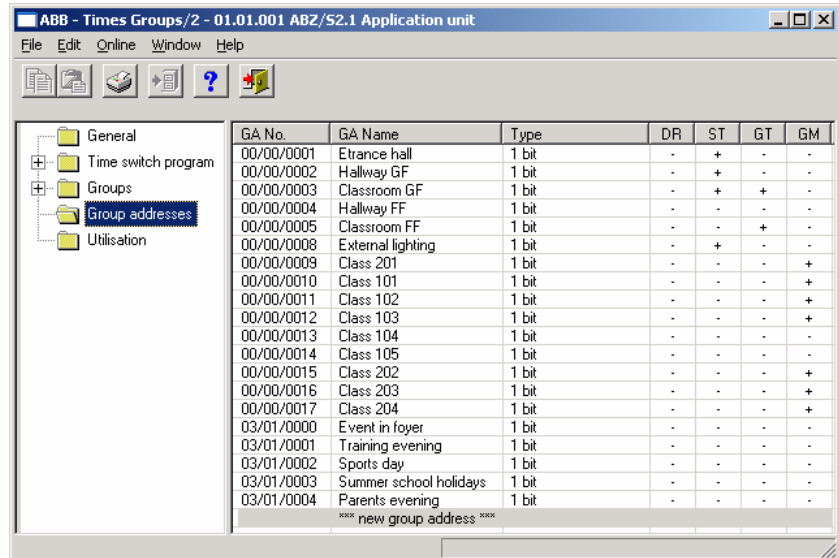 ABB - Times Groups/2 - 01.01.001 ABZ/S2.1 Application unit
File Edit Online Window Help
General
Time switch program
Groups
Group addresses
Utilisation
GA No. GA Name Type DR ST GT GM
00/00/0001 Etrance hall 1 bit - + - -
00/00/0002 Hallway GF 1 bit - + - -
00/00/0003 Classroom GF 1 bit - + + -
00/00/0004 Hallway FF 1 bit - - - -
00/00/0005 Classroom FF 1 bit - - + -
00/00/0008 External lighting 1 bit - + - -
00/00/0009 Class 201 1 bit - - - +
00/00/0010 Class 101 1 bit - - - +
00/00/0011 Class 102 1 bit - - - +
00/00/0012 Class 103 1 bit - - - +
00/00/0013 Class 104 1 bit - - - -
00/00/0014 Class 105 1 bit - - - -
00/00/0015 Class 202 1 bit - - - +
00/00/0016 Class 203 1 bit - - - +
00/00/0017 Class 204 1 bit - - - +
03/01/0000 Event in foyer 1 bit - - - -
03/01/0001 Training evening 1 bit - - - -
03/01/0002 Sports day 1 bit - - - -
03/01/0003 Summer school holidays 1 bit - - - -
03/01/0004 Parents evening 1 bit - - - -
*** new group address ***